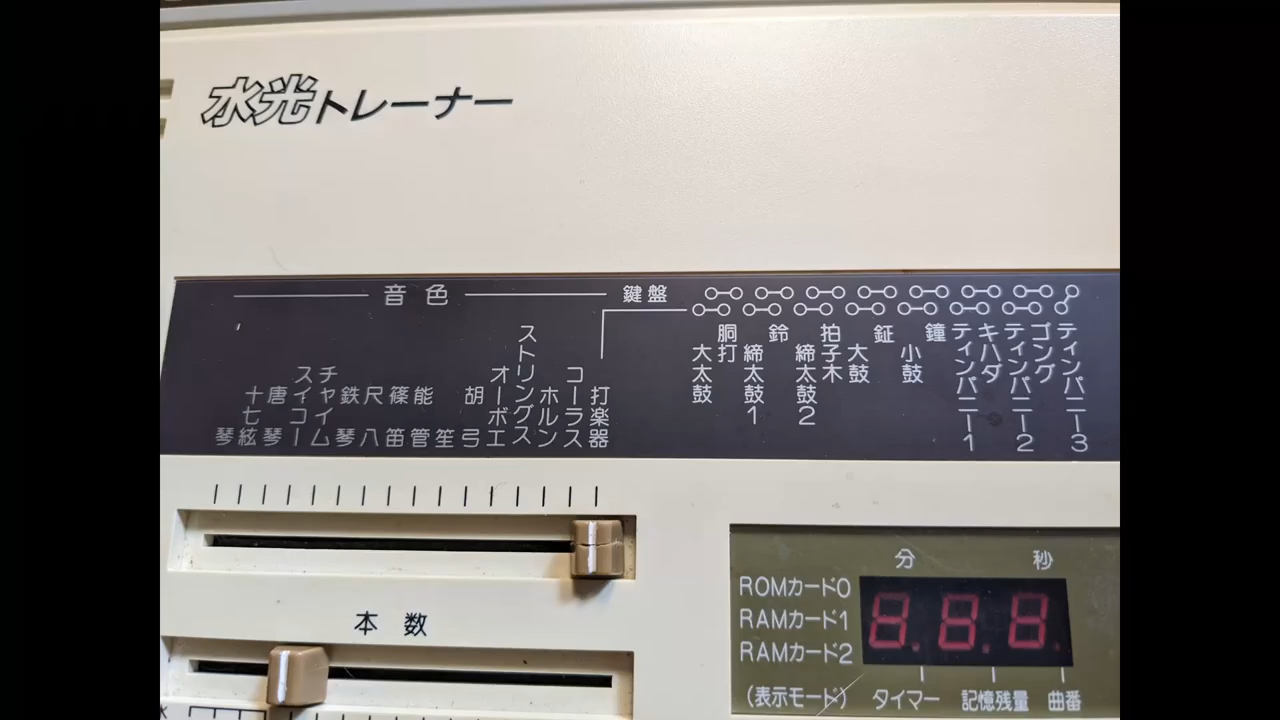 水光トレーナー
音色
鍵盤
琴
十七絃
唐琴
スイコーム
チャイム
鉄琴
尺八
篠笛
能管
笙
胡弓
オーボエ
ストリングス
ホルン
コーラス
打楽器
大太鼓
胴打
締太鼓1
鈴
締太鼓2
拍子木
大鼓
鉦
小鼓
鐘
ティンパニー1
キハダ
ティンパニー2
ゴング
ティンパニー3
本数
分 秒
ROMカード0
RAMカード1
RAMカード2
8.8.8.
(表示モード) タイマー 記憶残量 曲番